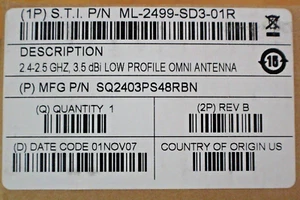 (1P) S.T.I. P/N ML-2499-SD3-01R
DESCRIPTION
2.4-2.5 GHZ, 3.5 dBi LOW PROFILE OMNI ANTENNA
(P) MFG P/N SQ2403PS48RBN
(Q) QUANTITY 1
(2P) REV B
(D) DATE CODE 01NOV07
COUNTRY OF ORIGIN US